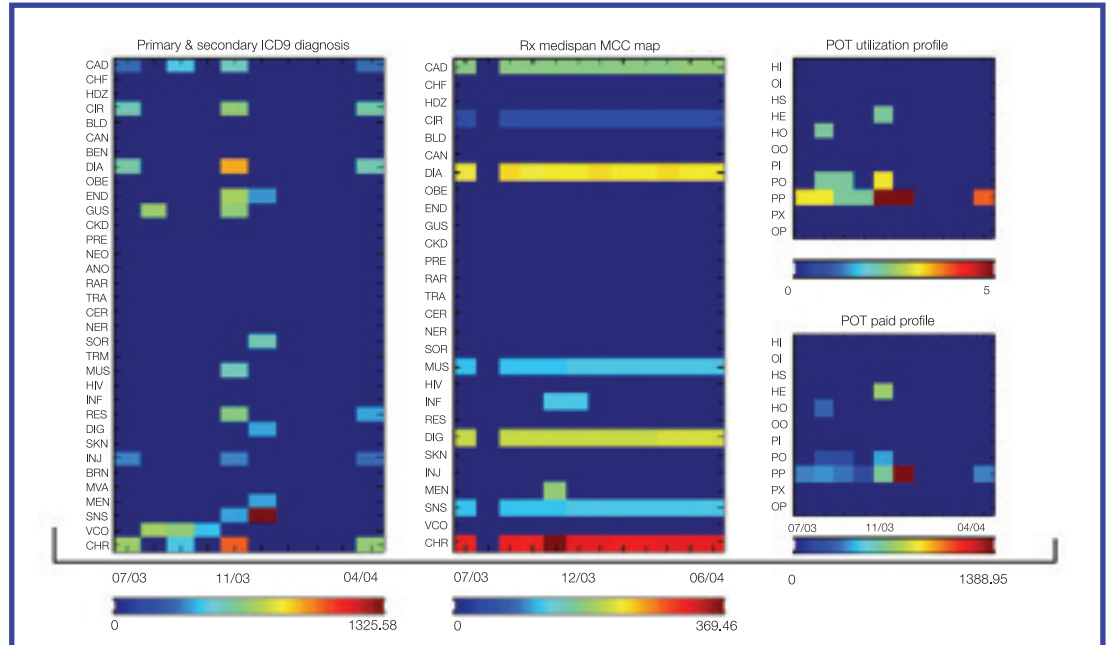 Primary & secondary ICD9 diagnosis
CAD
CHF
HDZ
CIR
BLD
CAN
BEN
DIA
OBE
END
GUS
CKD
PRE
NEO
ANO
RAR
TRA
CER
NER
SOR
TRM
MUS
HIV
INF
RES
DIG
SKN
INJ
BRN
MVA
MEN
SNS
VCO
CHR
07/03 11/03 04/04
0 1325.58
Rx medispan MCC map
CAD
CHF
HDZ
CIR
BLD
CAN
DIA
OBE
END
GUS
CKD
PRE
RAR
TRA
CER
NER
SOR
MUS
HIV
INF
RES
DIG
SKN
INJ
MEN
SNS
VCO
CHR
07/03 12/03 06/04
0 369.46
POT utilization profile
HI
OI
HS
HE
HO
OO
PI
PO
PP
PX
OP
0 5
POT paid profile
HI
OI
HS
HE
HO
OO
PI
PO
PP
PX
OP
07/03 11/03 04/04
0 1388.95